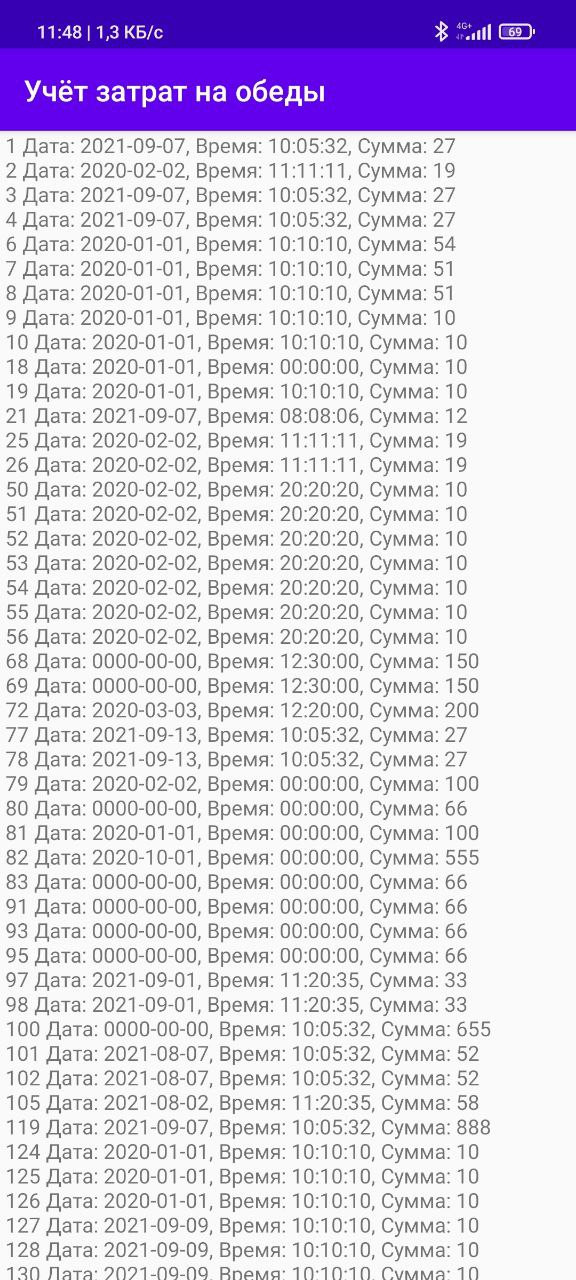 11:48 | 1,3 КБ/с 4G+ 69
Учёт затрат на обеды
1 Дата: 2021-09-07, Время: 10:05:32, Сумма: 27
2 Дата: 2020-02-02, Время: 11:11:11, Сумма: 19
3 Дата: 2021-09-07, Время: 10:05:32, Сумма: 27
4 Дата: 2021-09-07, Время: 10:05:32, Сумма: 27
6 Дата: 2020-01-01, Время: 10:10:10, Сумма: 54
7 Дата: 2020-01-01, Время: 10:10:10, Сумма: 51
8 Дата: 2020-01-01, Время: 10:10:10, Сумма: 51
9 Дата: 2020-01-01, Время: 10:10:10, Сумма: 10
10 Дата: 2020-01-01, Время: 10:10:10, Сумма: 10
18 Дата: 2020-01-01, Время: 00:00:00, Сумма: 10
19 Дата: 2020-01-01, Время: 10:10:10, Сумма: 10
21 Дата: 2021-09-07, Время: 08:08:06, Сумма: 12
25 Дата: 2020-02-02, Время: 11:11:11, Сумма: 19
26 Дата: 2020-02-02, Время: 11:11:11, Сумма: 19
50 Дата: 2020-02-02, Время: 20:20:20, Сумма: 10
51 Дата: 2020-02-02, Время: 20:20:20, Сумма: 10
52 Дата: 2020-02-02, Время: 20:20:20, Сумма: 10
53 Дата: 2020-02-02, Время: 20:20:20, Сумма: 10
54 Дата: 2020-02-02, Время: 20:20:20, Сумма: 10
55 Дата: 2020-02-02, Время: 20:20:20, Сумма: 10
56 Дата: 2020-02-02, Время: 20:20:20, Сумма: 10
68 Дата: 0000-00-00, Время: 12:30:00, Сумма: 150
69 Дата: 0000-00-00, Время: 12:30:00, Сумма: 150
72 Дата: 2020-03-03, Время: 12:20:00, Сумма: 200
77 Дата: 2021-09-13, Время: 10:05:32, Сумма: 27
78 Дата: 2021-09-13, Время: 10:05:32, Сумма: 27
79 Дата: 2020-02-02, Время: 00:00:00, Сумма: 100
80 Дата: 0000-00-00, Время: 00:00:00, Сумма: 66
81 Дата: 2020-01-01, Время: 00:00:00, Сумма: 100
82 Дата: 2020-10-01, Время: 00:00:00, Сумма: 555
83 Дата: 0000-00-00, Время: 00:00:00, Сумма: 66
91 Дата: 0000-00-00, Время: 00:00:00, Сумма: 66
93 Дата: 0000-00-00, Время: 00:00:00, Сумма: 66
95 Дата: 0000-00-00, Время: 00:00:00, Сумма: 66
97 Дата: 2021-09-01, Время: 11:20:35, Сумма: 33
98 Дата: 2021-09-01, Время: 11:20:35, Сумма: 33
100 Дата: 0000-00-00, Время: 10:05:32, Сумма: 655
101 Дата: 2021-08-07, Время: 10:05:32, Сумма: 52
102 Дата: 2021-08-07, Время: 10:05:32, Сумма: 52
105 Дата: 2021-08-02, Время: 11:20:35, Сумма: 58
119 Дата: 2021-09-07, Время: 10:05:32, Сумма: 888
124 Дата: 2020-01-01, Время: 10:10:10, Сумма: 10
125 Дата: 2020-01-01, Время: 10:10:10, Сумма: 10
126 Дата: 2020-01-01, Время: 10:10:10, Сумма: 10
127 Дата: 2021-09-09, Время: 10:10:10, Сумма: 10
128 Дата: 2021-09-09, Время: 10:10:10, Сумма: 10
130 Дата: 2021-09-09, Время: 10:10:10, Сумма: 10